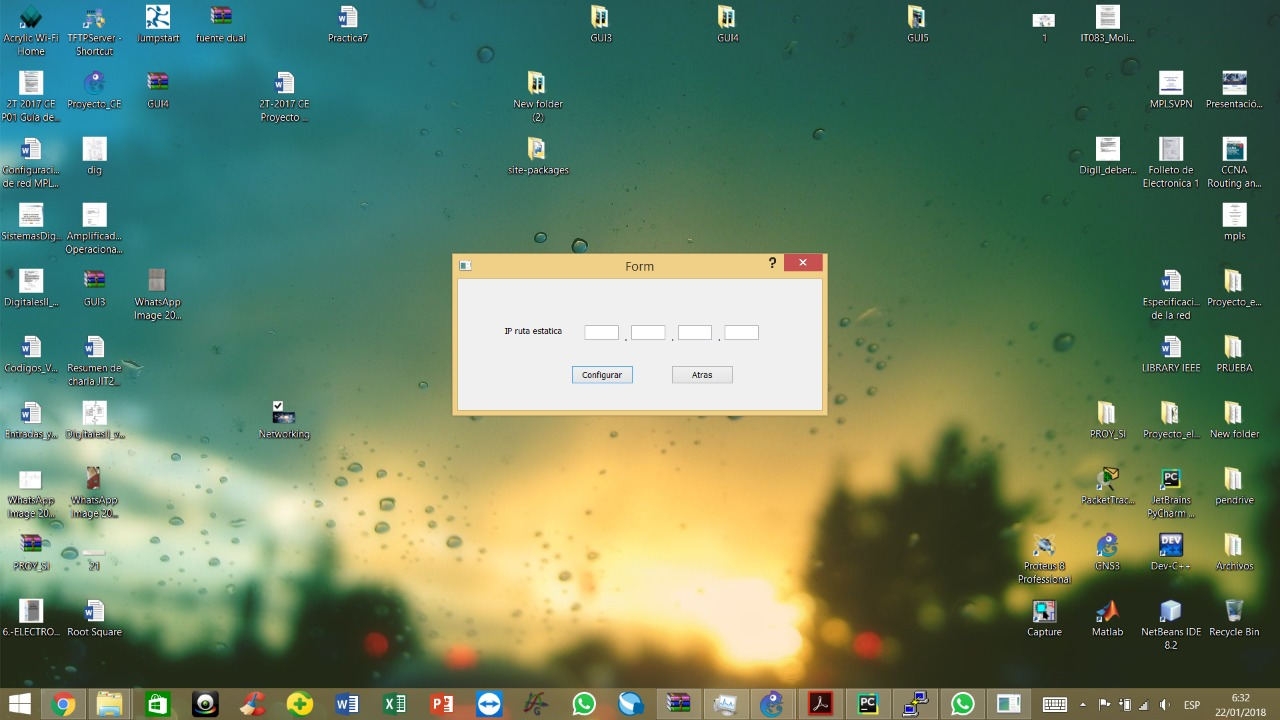 Acrylic Wi-Fi
Home
TFTPServer -
Shortcut
Jumpstart
fuente dual
Practica7
GUI3
GUI4
GUI5
1
IT083_Moli...
2T 2017 CE
P01 Guia de...
Proyecto_CE
GUI4
2T-2017 CE
Proyecto ...
New folder
(2)
MPLSVPN
Presentacio...
Configuraci...
de red MPL...
dig
site-packages
DigII_deber...
Folleto de
Electronica 1
CCNA
Routing an...
SistemasDig...
Amplificad...
Operaciona...
mpls
Form
?
IP ruta estatica
. . .
Configurar
Atras
DigitalesII_...
GUI3
WhatsApp
Image 20...
Especificaci...
de la red
Proyecto_e...
Codigos_V...
Resumen de
cnaria JIT2...
LIBRARY IEEE
PRUEBA
Entradas_y...
DigitalesII_v...
Networking
PROY_SI
Proyecto_el...
New folder
WhatsApp
Image 20...
WhatsApp
Image 20...
PacketTrac...
JetBrains
PyCharm ...
pendrive
PROY_SI
21
Proteus 8
Professional
GNS3
Dev-C++
Archivos
6.-ELECTRO...
Root Square
Capture
Matlab
NetBeans IDE
8.2
Recycle Bin
ESP
6:32
22/01/2018